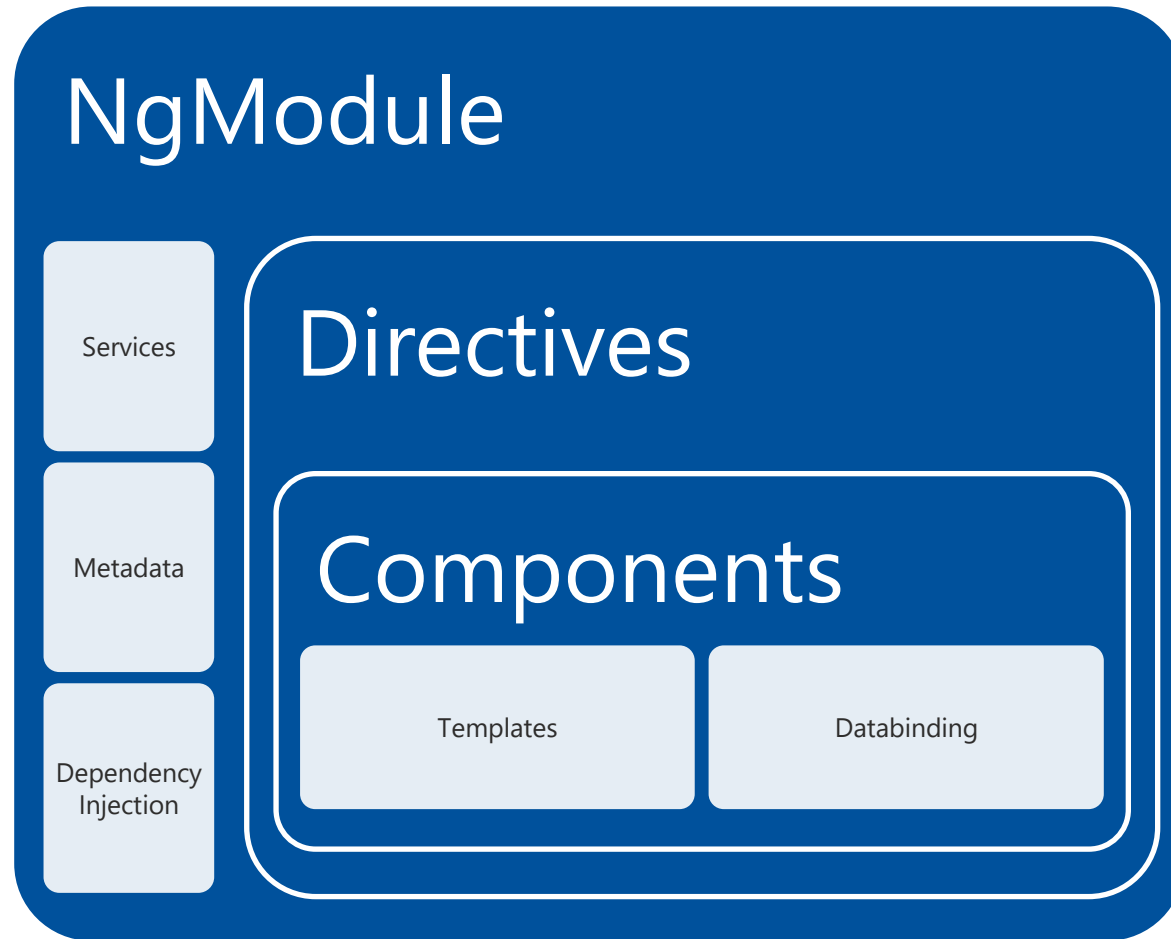 NgModule
Services
Metadata
Dependency
Injection
Directives
Components
Templates
Databinding